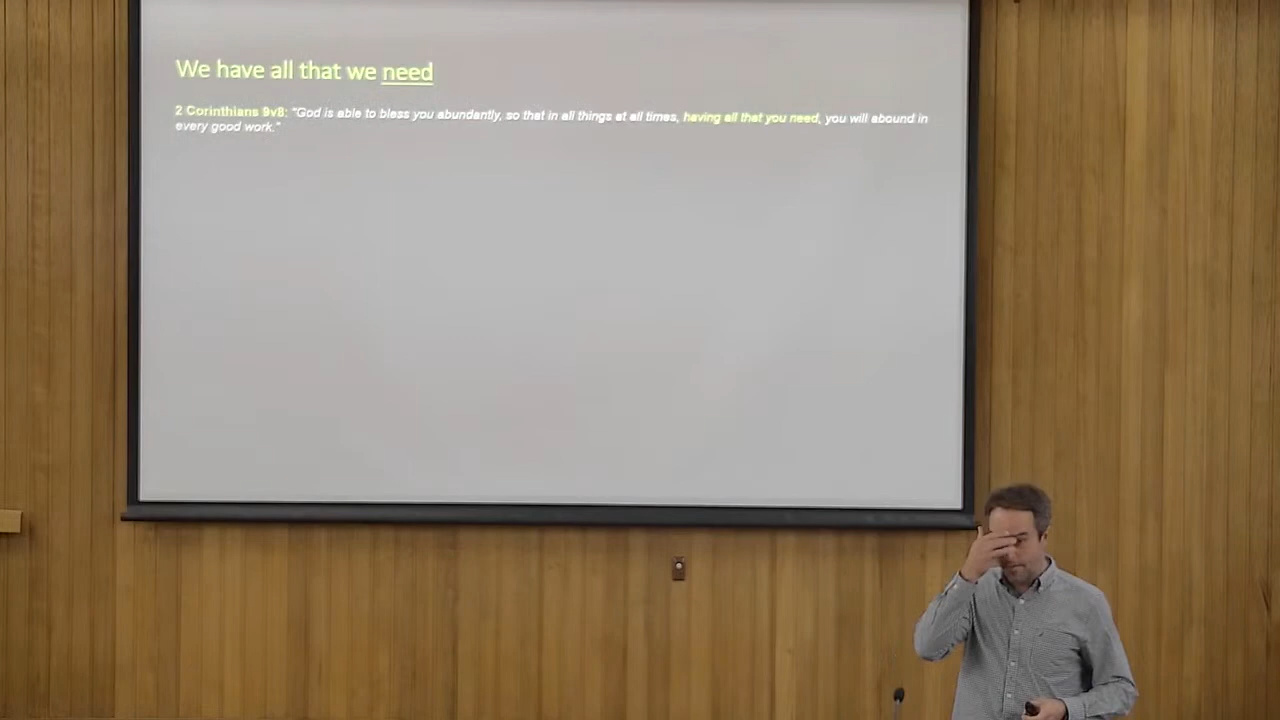 We have all that we need
2 Corinthians 9v8: "God is able to bless you abundantly, so that in all things at all times, having all that you need, you will abound in
every good work."